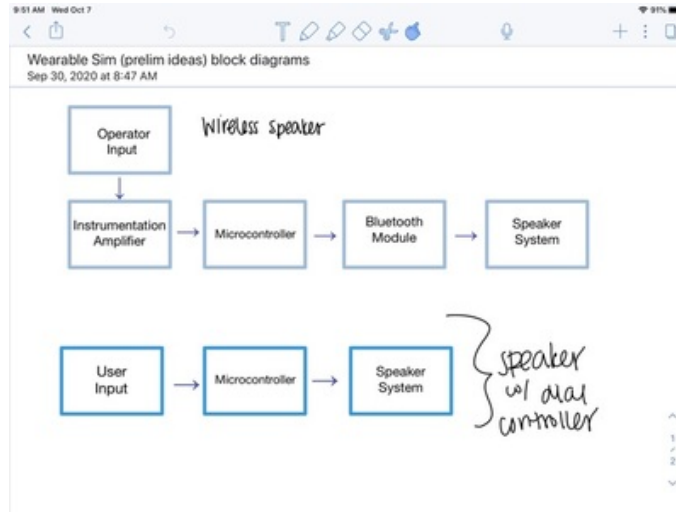 9:51 AM Wed Oct 7
91%
T
Wearable Sim (prelim ideas) block diagrams
Sep 30, 2020 at 8:47 AM
Operator
Input
Wireless speaker
Instrumentation
Amplifier
Microcontroller
Bluetooth
Module
Speaker
System
User
Input
Microcontroller
Speaker
System
speaker
w/ dial
controller
1
2